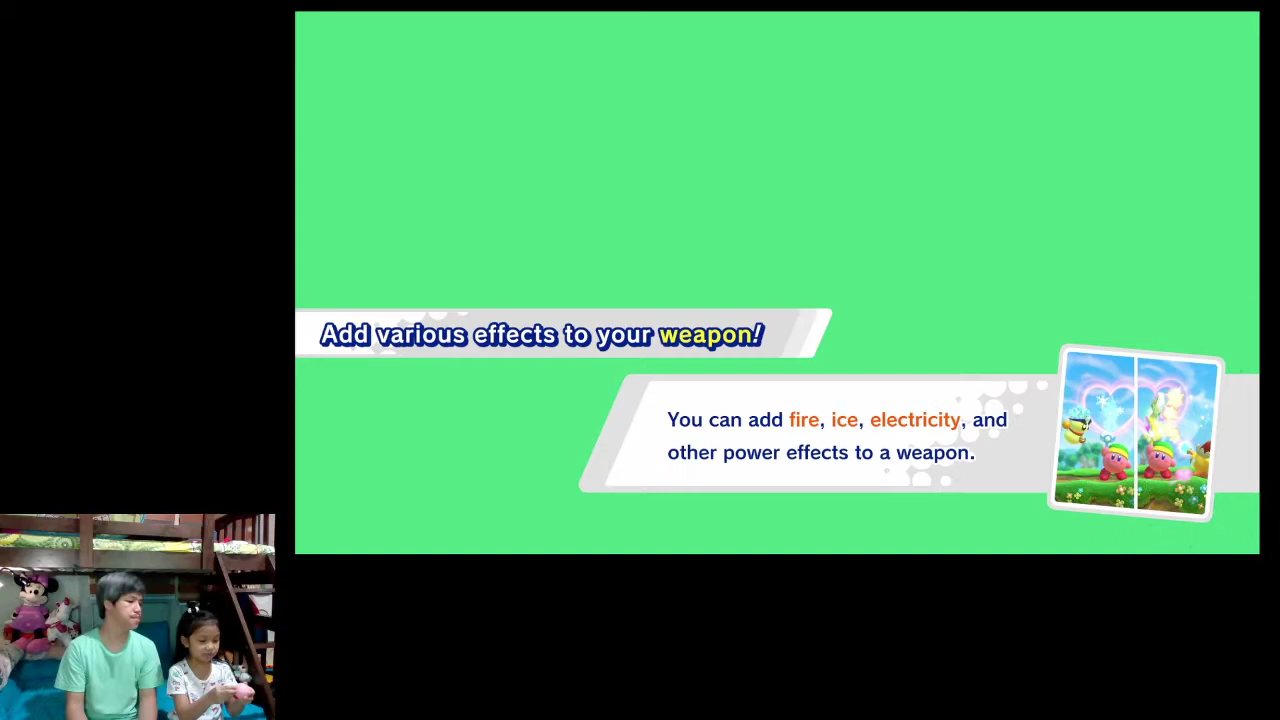 Add various effects to your weapon!
You can add fire, ice, electricity, and
other power effects to a weapon.